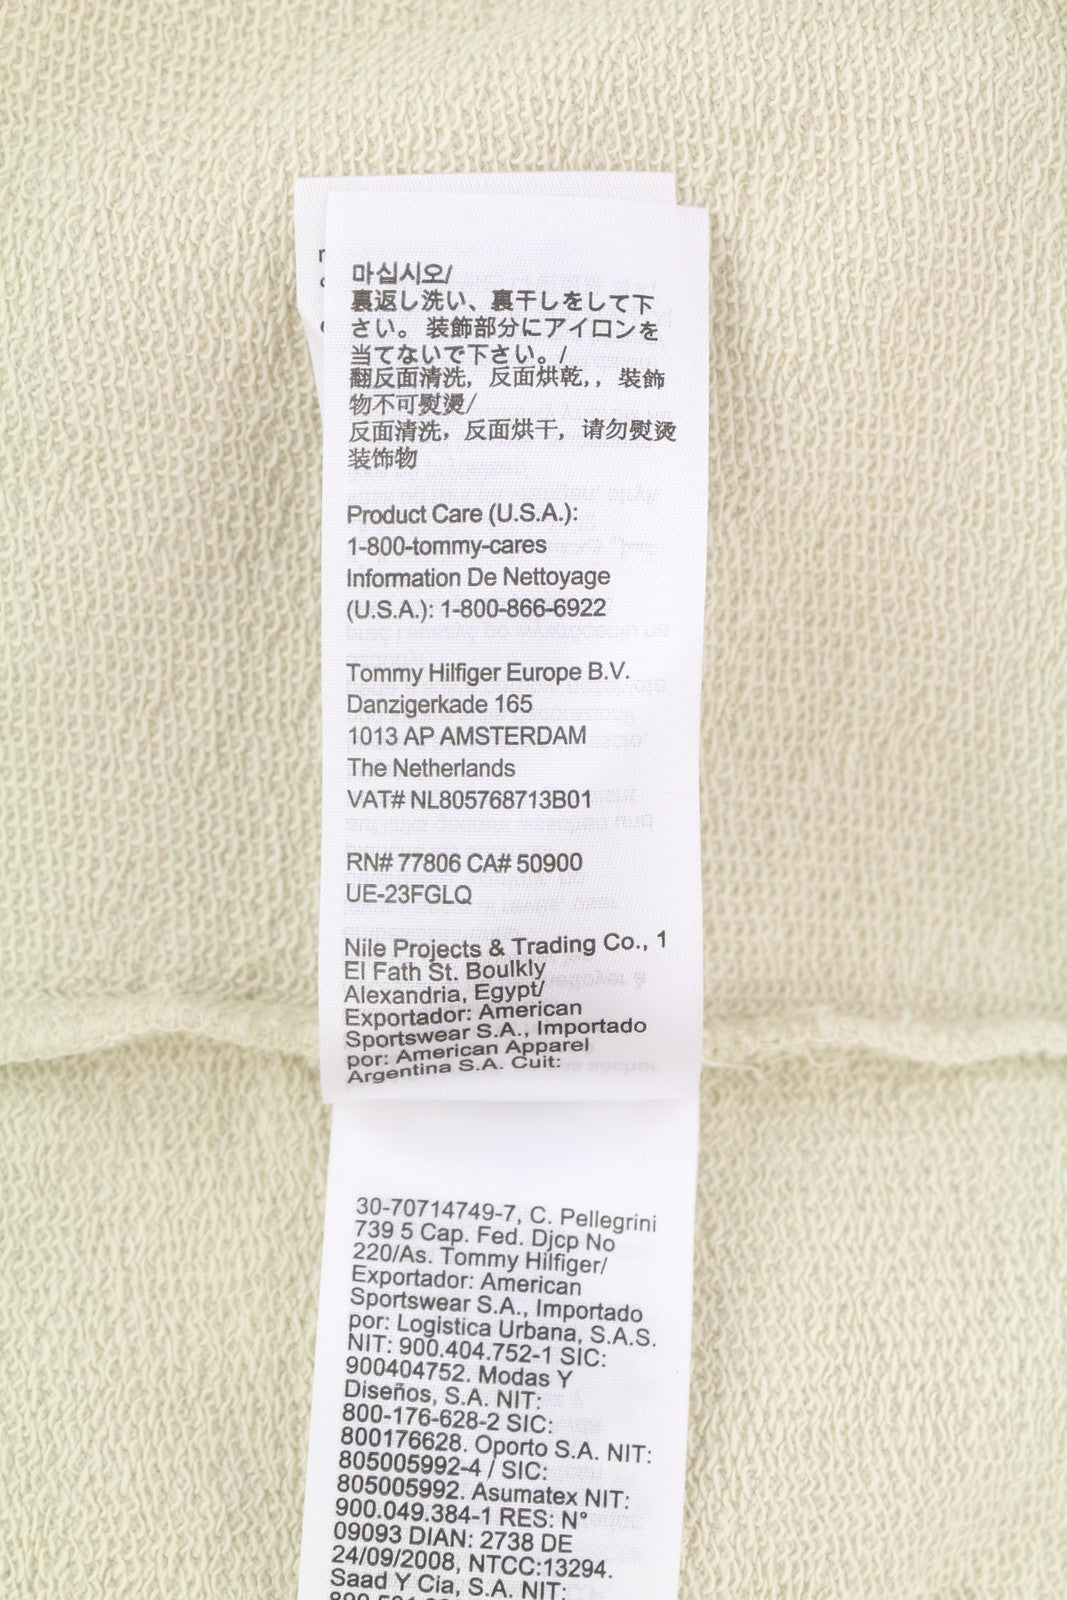 마십시오/
裏返し洗い、裏干しをして下
さい。 装飾部分にアイロンを
当てないで下さい。/
翻反面清洗, 反面烘乾,, 裝飾
物不可熨燙/
反面清洗, 反面烘干, 请勿熨烫
装饰物
Product Care (U.S.A.):
1-800-tommy-cares
Information De Nettoyage
(U.S.A.): 1-800-866-6922
Tommy Hilfiger Europe B.V.
Danzigerkade 165
1013 AP AMSTERDAM
The Netherlands
VAT# NL805768713B01
RN# 77806 CA# 50900
UE-23FGLQ
Nile Projects & Trading Co., 1
El Fath St. Boulkly
Alexandria, Egypt/
Exportador: American
Sportswear S.A., Importado
por: American Apparel
Argentina S.A. Cuit:
30-70714749-7, C. Pellegrini
739 5 Cap. Fed. Djcp No
220/As. Tommy Hilfiger/
Exportador: American
Sportswear S.A., Importado
por: Logistica Urbana, S.A.S.
NIT: 900.404.752-1 SIC:
900404752. Modas Y
Diseños, S.A. NIT:
800-176-628-2 SIC:
800176628. Oporto S.A. NIT:
805005992-4 / SIC:
805005992. Asumatex NIT:
900.049.384-1 RES: N°
09093 DIAN: 2738 DE
24/09/2008, NTCC:13294.
Saad Y Cia, S.A. NIT: